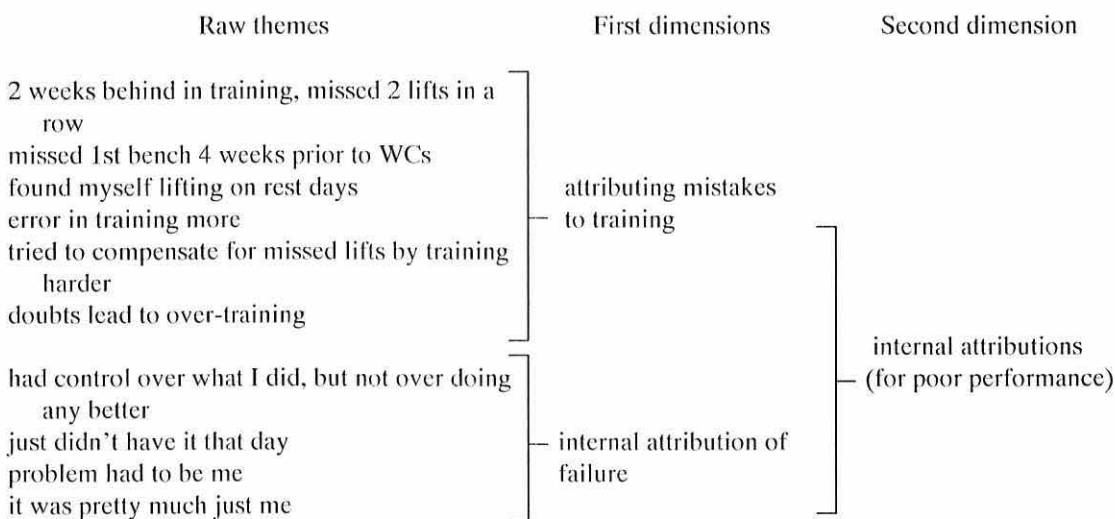 Raw themes
First dimensions
Second dimension
2 weeks behind in training, missed 2 lifts in a
row
missed 1st bench 4 weeks prior to WCs
found myself lifting on rest days
error in training more
tried to compensate for missed lifts by training
harder
doubts lead to over-training
attributing mistakes
to training
had control over what I did, but not over doing
any better
just didn't have it that day
problem had to be me
it was pretty much just me
internal attribution of
failure
internal attributions
(for poor performance)